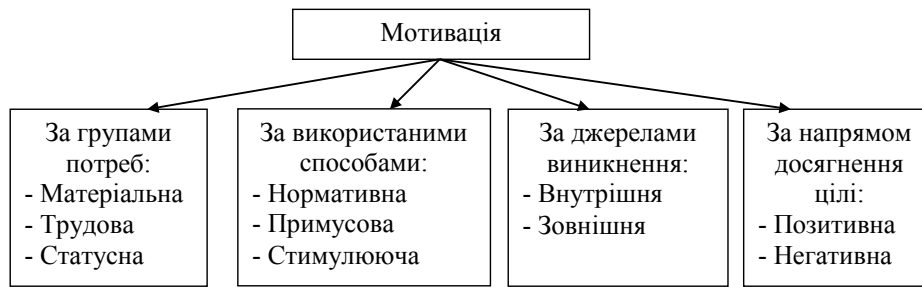 Мотивація
За групами
потреб:
- Матеріальна
- Трудова
- Статусна
За використаними
способами:
- Нормативна
- Примусова
- Стимулююча
За джерелами
виникнення:
- Внутрішня
- Зовнішня
За напрямом
досягнення
цілі:
- Позитивна
- Негативна